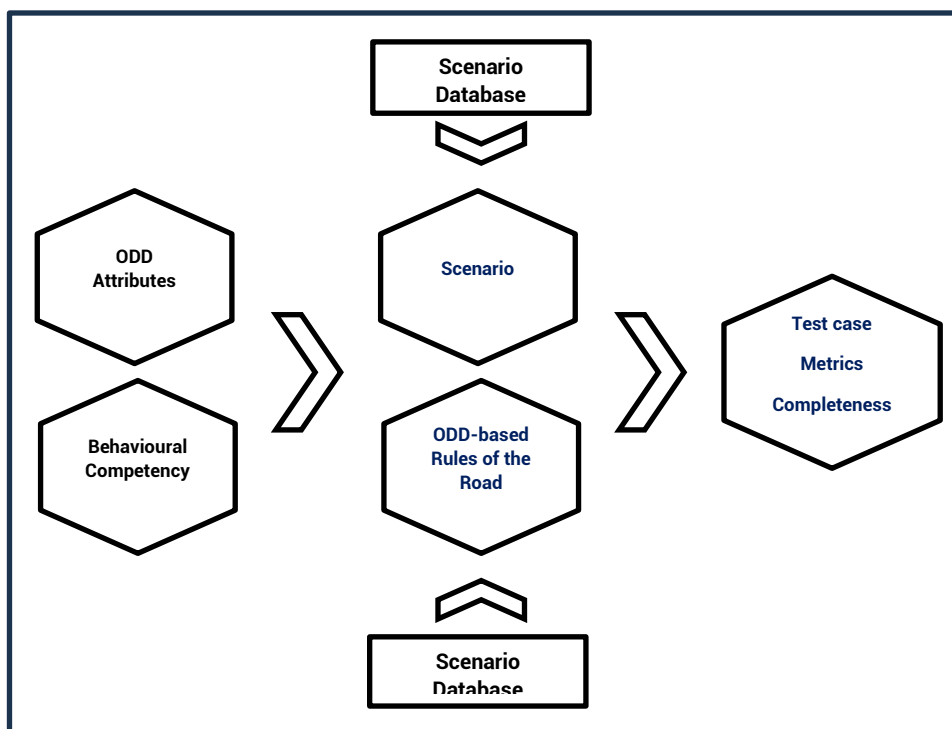 Scenario
Database
ODD
Attributes
Scenario
Test case
Metrics
Completeness
Behavioural
Competency
ODD-based
Rules of the
Road
Scenario
Database